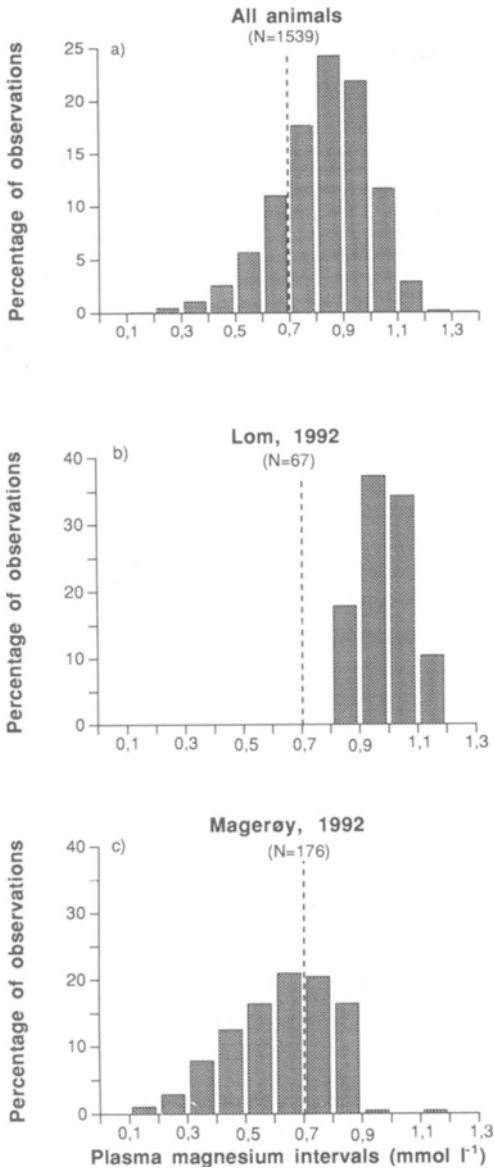 All animals
(N=1539)
a)
Percentage of observations
25
20
15
10
5
0
0,1 0,3 0,5 0,7 0,9 1,1 1,3
Lom, 1992
(N=67)
b)
Percentage of observations
40
30
20
10
0
0,1 0,3 0,5 0,7 0,9 1,1 1,3
Magerøy, 1992
(N=176)
c)
Percentage of observations
40
30
20
10
0
0,1 0,3 0,5 0,7 0,9 1,1 1,3
Plasma magnesium intervals (mmol l⁻¹)